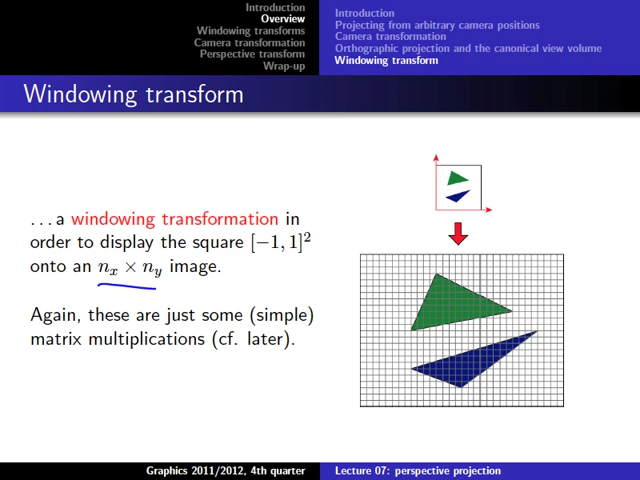 Introduction
Overview
Windowing transforms
Camera transformation
Perspective transform
Wrap-up
Introduction
Projecting from arbitrary camera positions
Camera transformation
Orthographic projection and the canonical view volume
Windowing transform
Windowing transform
. . . a windowing transformation in
order to display the square [−1, 1]²
onto an nₓ × n_y image.
Again, these are just some (simple)
matrix multiplications (cf. later).
Graphics 2011/2012, 4th quarter
Lecture 07: perspective projection